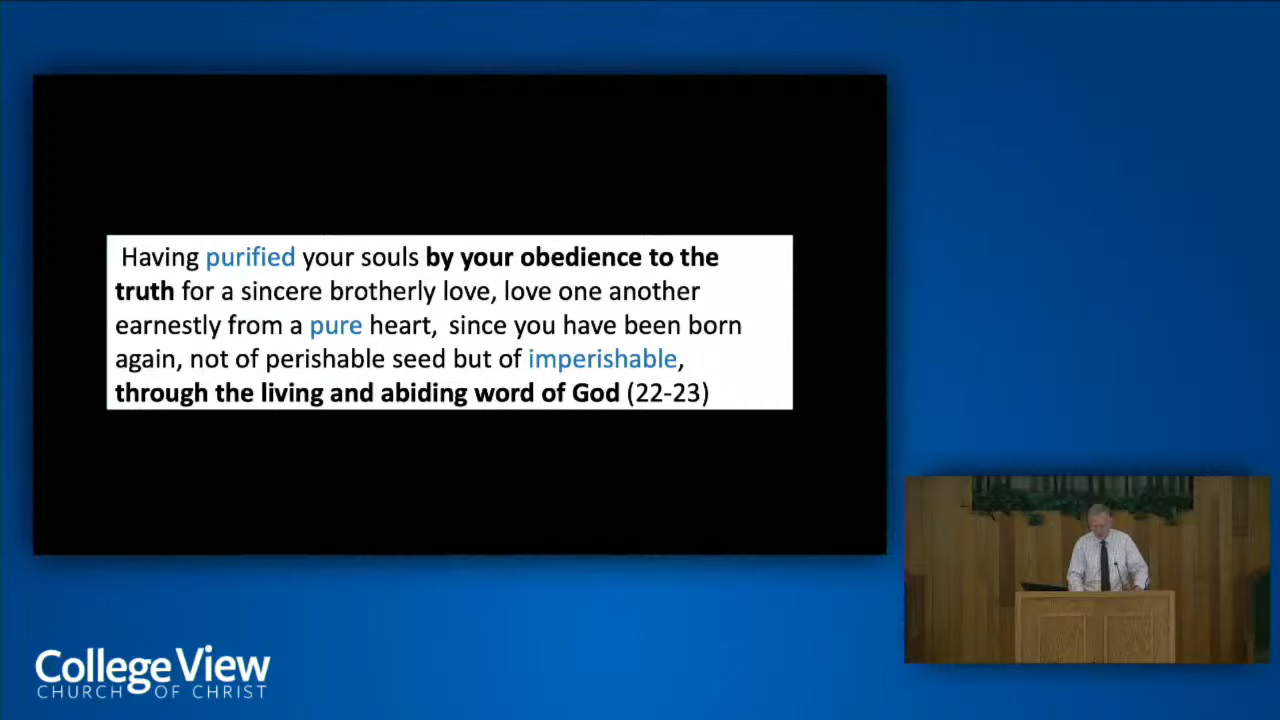 Having purified your souls by your obedience to the
truth for a sincere brotherly love, love one another
earnestly from a pure heart, since you have been born
again, not of perishable seed but of imperishable,
through the living and abiding word of God (22-23)
College View
CHURCH OF CHRIST